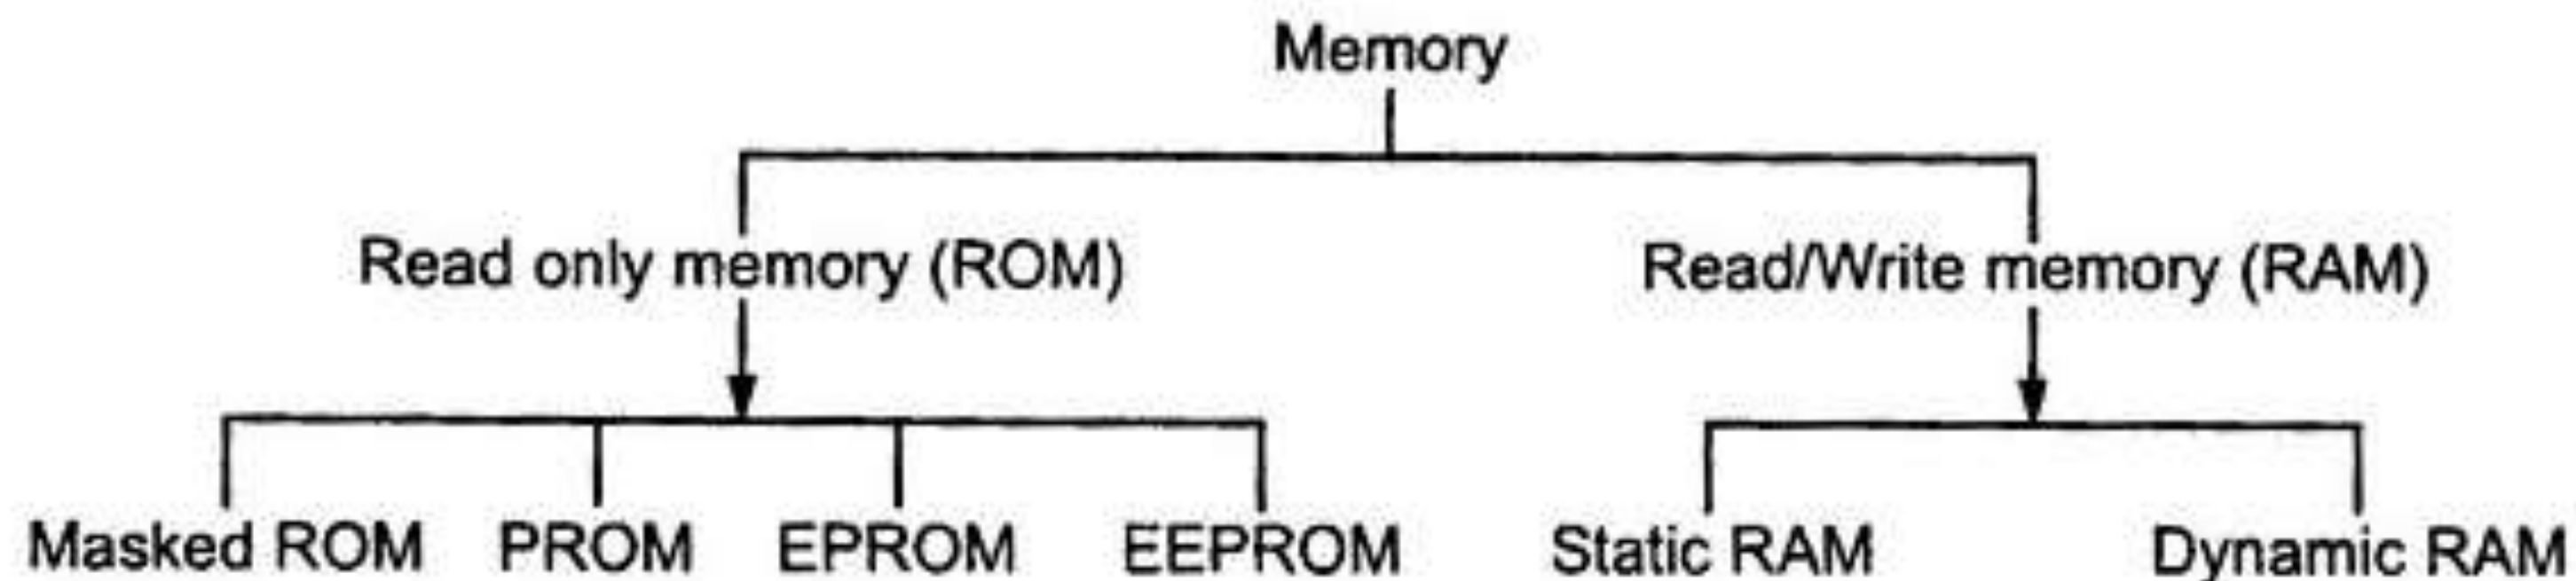 Memory
Read only memory (ROM) Read/Write memory (RAM)
Masked ROM PROM EPROM EEPROM Static RAM Dynamic RAM